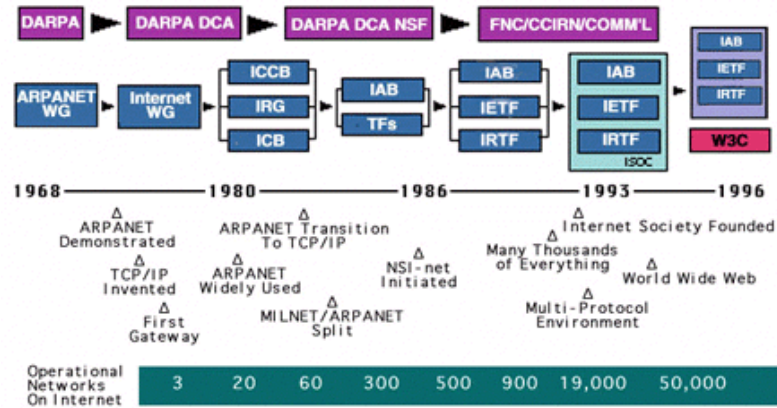 DARPA
DARPA DCA
DARPA DCA NSF
FNC/CCIRN/COMM'L
ARPANET
WG
Internet
WG
ICCB
IRG
ICB
IAB
TFs
IAB
IETF
IRTF
IAB
IETF
IRTF
ISOC
IAB
IETF
IRTF
W3C
1968
1980
1986
1993
1996
ARPANET
Demonstrated
TCP/IP
Invented
First
Gateway
ARPANET
Widely Used
ARPANET Transition
To TCP/IP
MILNET/ARPANET
Split
NSI-net
Initiated
Internet Society Founded
Many Thousands
of Everything
World Wide Web
Multi-Protocol
Environment
Operational
Networks
On Internet
3 20 60 300 500 900 19,000 50,000